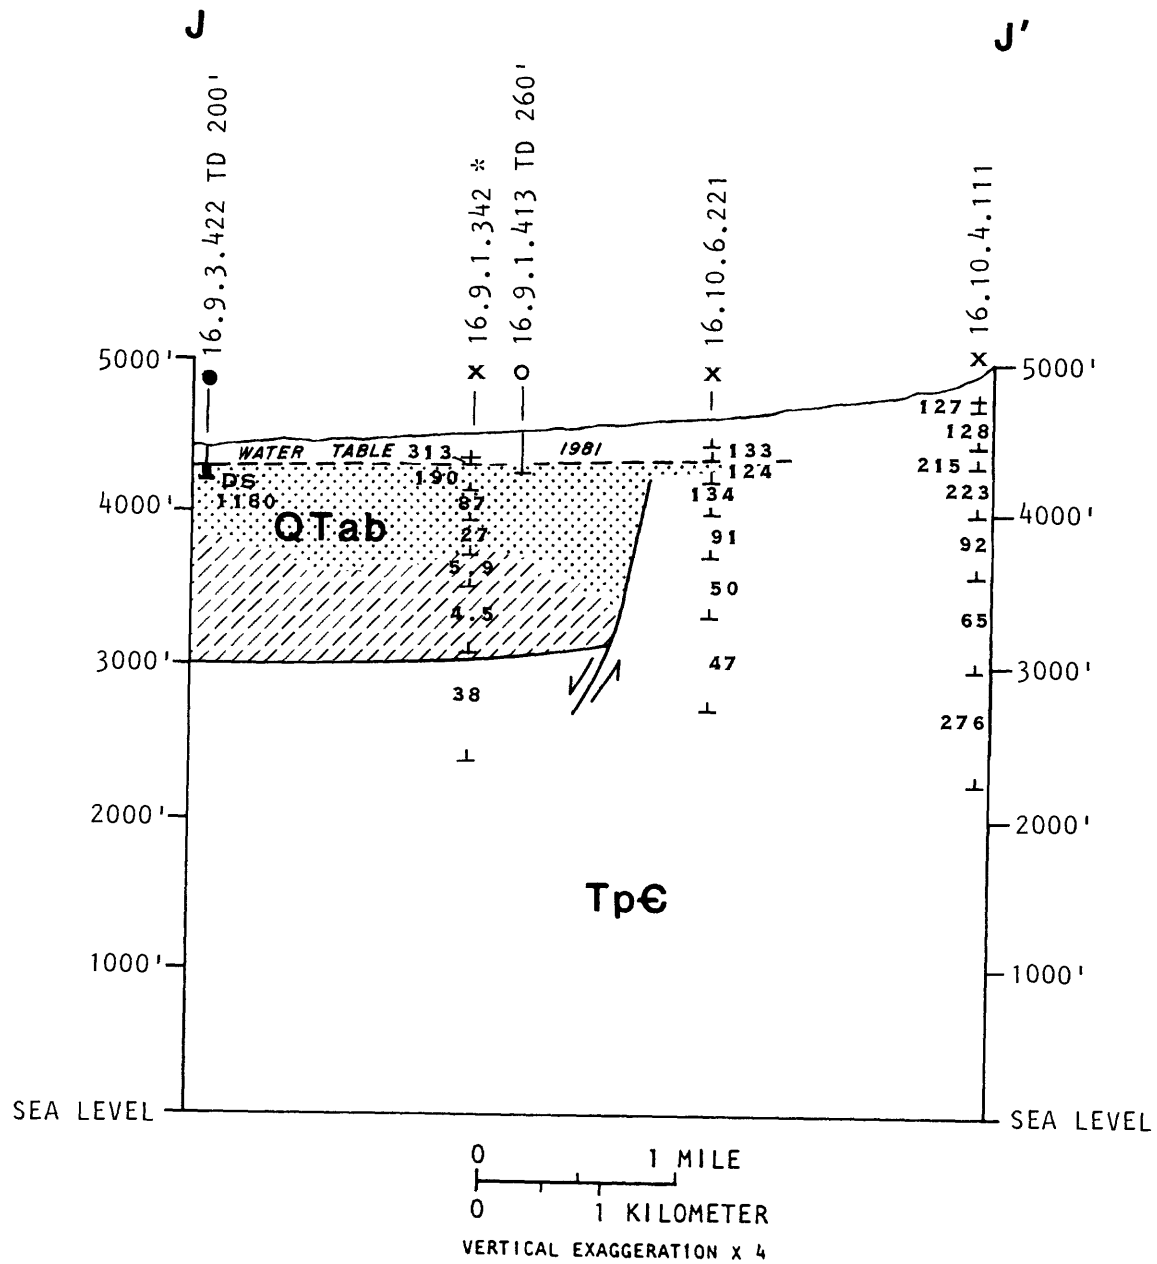 J
J'
16.9.3.422 TD 200'
16.9.1.342 *
16.9.1.413 TD 260'
16.10.6.221
16.10.4.111
5000'
5000'
x
o
x
x
WATER TABLE
1981
313
190
87
27
5.9
4.5
38
DS
1180
QTab
133
124
134
91
50
47
127
128
215
223
92
65
276
4000'
4000'
3000'
3000'
2000'
2000'
Tp€
1000'
1000'
SEA LEVEL
SEA LEVEL
0 1 MILE
0 1 KILOMETER
VERTICAL EXAGGERATION X 4